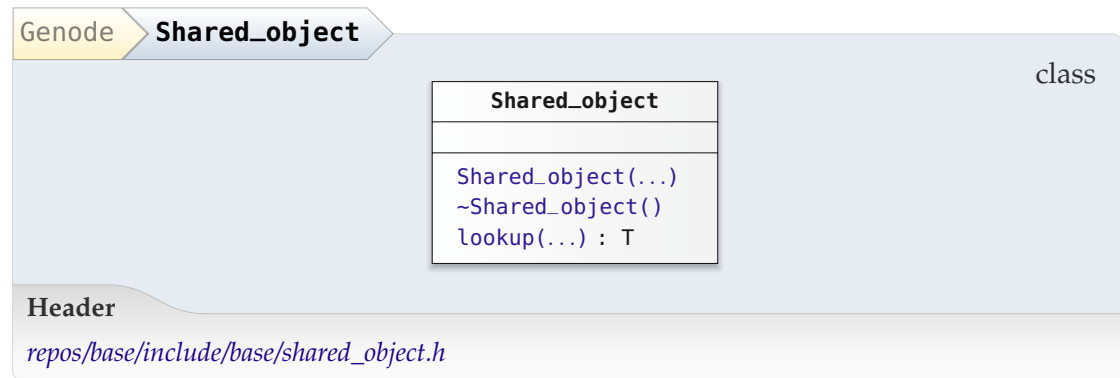 Genode Shared_object
class
Shared_object
Shared_object(...)
~Shared_object()
lookup(...) : T
Header
repos/base/include/base/shared_object.h